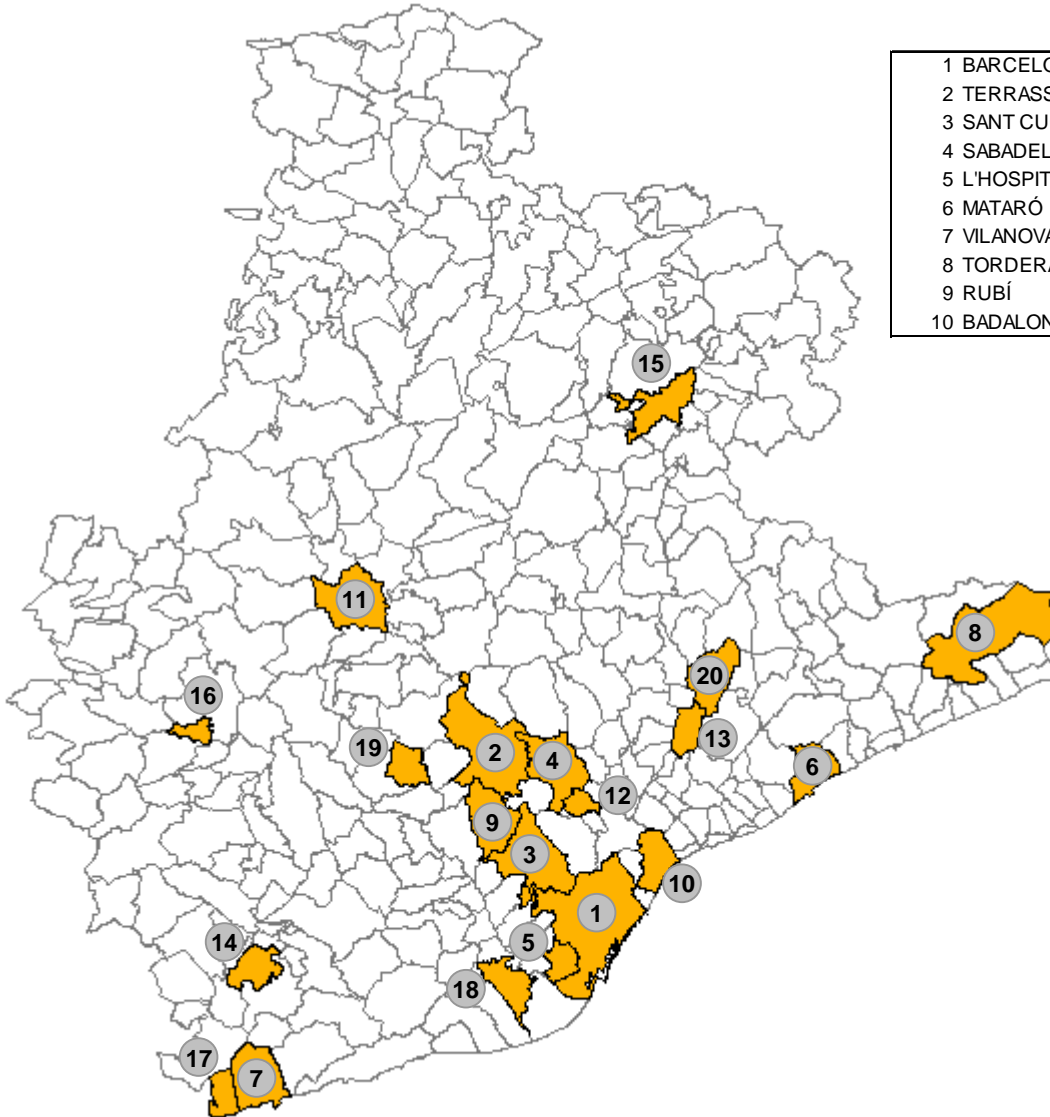 1 BARCELO
2 TERRASS
3 SANT CU
4 SABADEL
5 L'HOSPIT
6 MATARÓ
7 VILANOVA
8 TORDERA
9 RUBÍ
10 BADALON
15
11
8
20
16
13
19
2
4
6
12
9
3
10
1
5
14
18
17
7